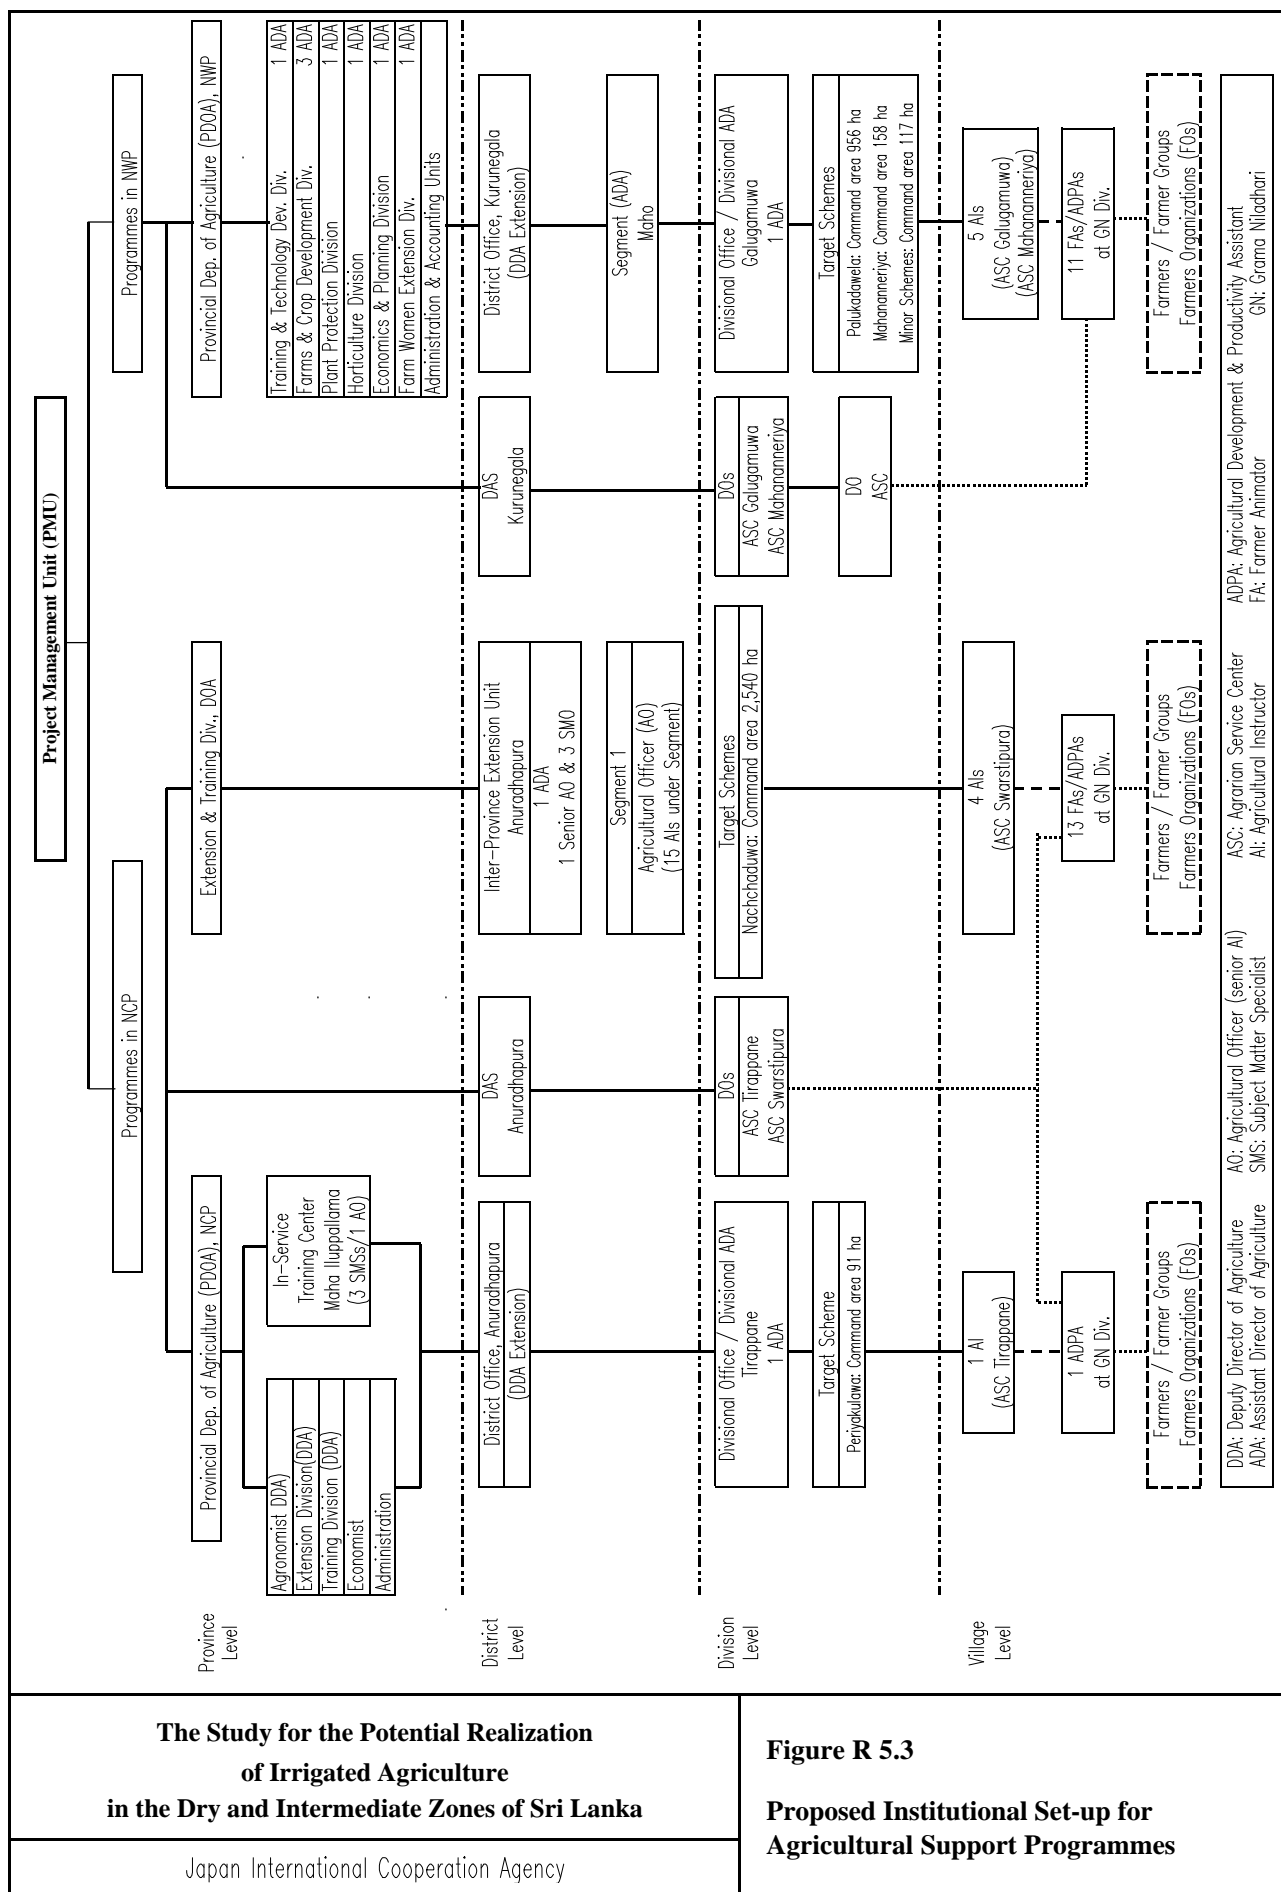 Project Management Unit (PMU)
Programmes in NCP
Programmes in NWP
Province
Level
Provincial Dep. of Agriculture (PDOA), NCP
Extension & Training Div., DOA
Provincial Dep. of Agriculture (PDOA), NWP
Agronomist DDA)
Extension Division(DDA)
Training Division (DDA)
Economist
Administration
In-Service
Training Center
Maha Iluppallama
(3 SMSs/1 AO)
Training & Technology Dev. Div. 1 ADA
Farms & Crop Development Div. 3 ADA
Plant Protection Division 1 ADA
Horticulture Division 1 ADA
Economics & Planning Division 1 ADA
Farm Women Extension Div. 1 ADA
Administration & Accounting Units
District
Level
District Office, Anuradhapura
(DDA Extension)
DAS
Anuradhapura
Inter-Province Extension Unit
Anuradhapura
1 ADA
1 Senior AO & 3 SMO
Segment 1
Agricultural Officer (AO)
(15 AIs under Segment)
DAS
Kurunegala
District Office, Kurunegala
(DDA Extension)
Segment (ADA)
Maho
Division
Level
Divisional Office / Divisional ADA
Tirappane
1 ADA
Target Scheme
Periyakulawa: Command area 91 ha
DOs
ASC Tirappane
ASC Swarstipura
Target Schemes
Nachchaduwa: Command area 2,540 ha
DOs
ASC Galugamuwa
ASC Mahananneriya
DO
ASC
Divisional Office / Divisional ADA
Galugamuwa
1 ADA
Target Schemes
Palukadawela: Command area 956 ha
Mahananneriya: Command area 158 ha
Minor Schemes: Command area 117 ha
Village
Level
1 AI
(ASC Tirappane)
1 ADPA
at GN Div.
4 AIs
(ASC Swarstipura)
13 FAs/ADPAs
at GN Div.
5 AIs
(ASC Galugamuwa)
(ASC Mahananneriya)
11 FAs/ADPAs
at GN Div.
Farmers / Farmer Groups
Farmers Organizations (FOs)
Farmers / Farmer Groups
Farmers Organizations (FOs)
Farmers / Farmer Groups
Farmers Organizations (FOs)
DDA: Deputy Director of Agriculture AO: Agricultural Officer (senior AI) ASC: Agrarian Service Center ADPA: Agricultural Development & Productivity Assistant
ADA: Assistant Director of Agriculture SMS: Subject Matter Specialist AI: Agricultural Instructor FA: Farmer Animator GN: Grama Niladhari
The Study for the Potential Realization
of Irrigated Agriculture
in the Dry and Intermediate Zones of Sri Lanka
Japan International Cooperation Agency
Figure R 5.3
Proposed Institutional Set-up for
Agricultural Support Programmes